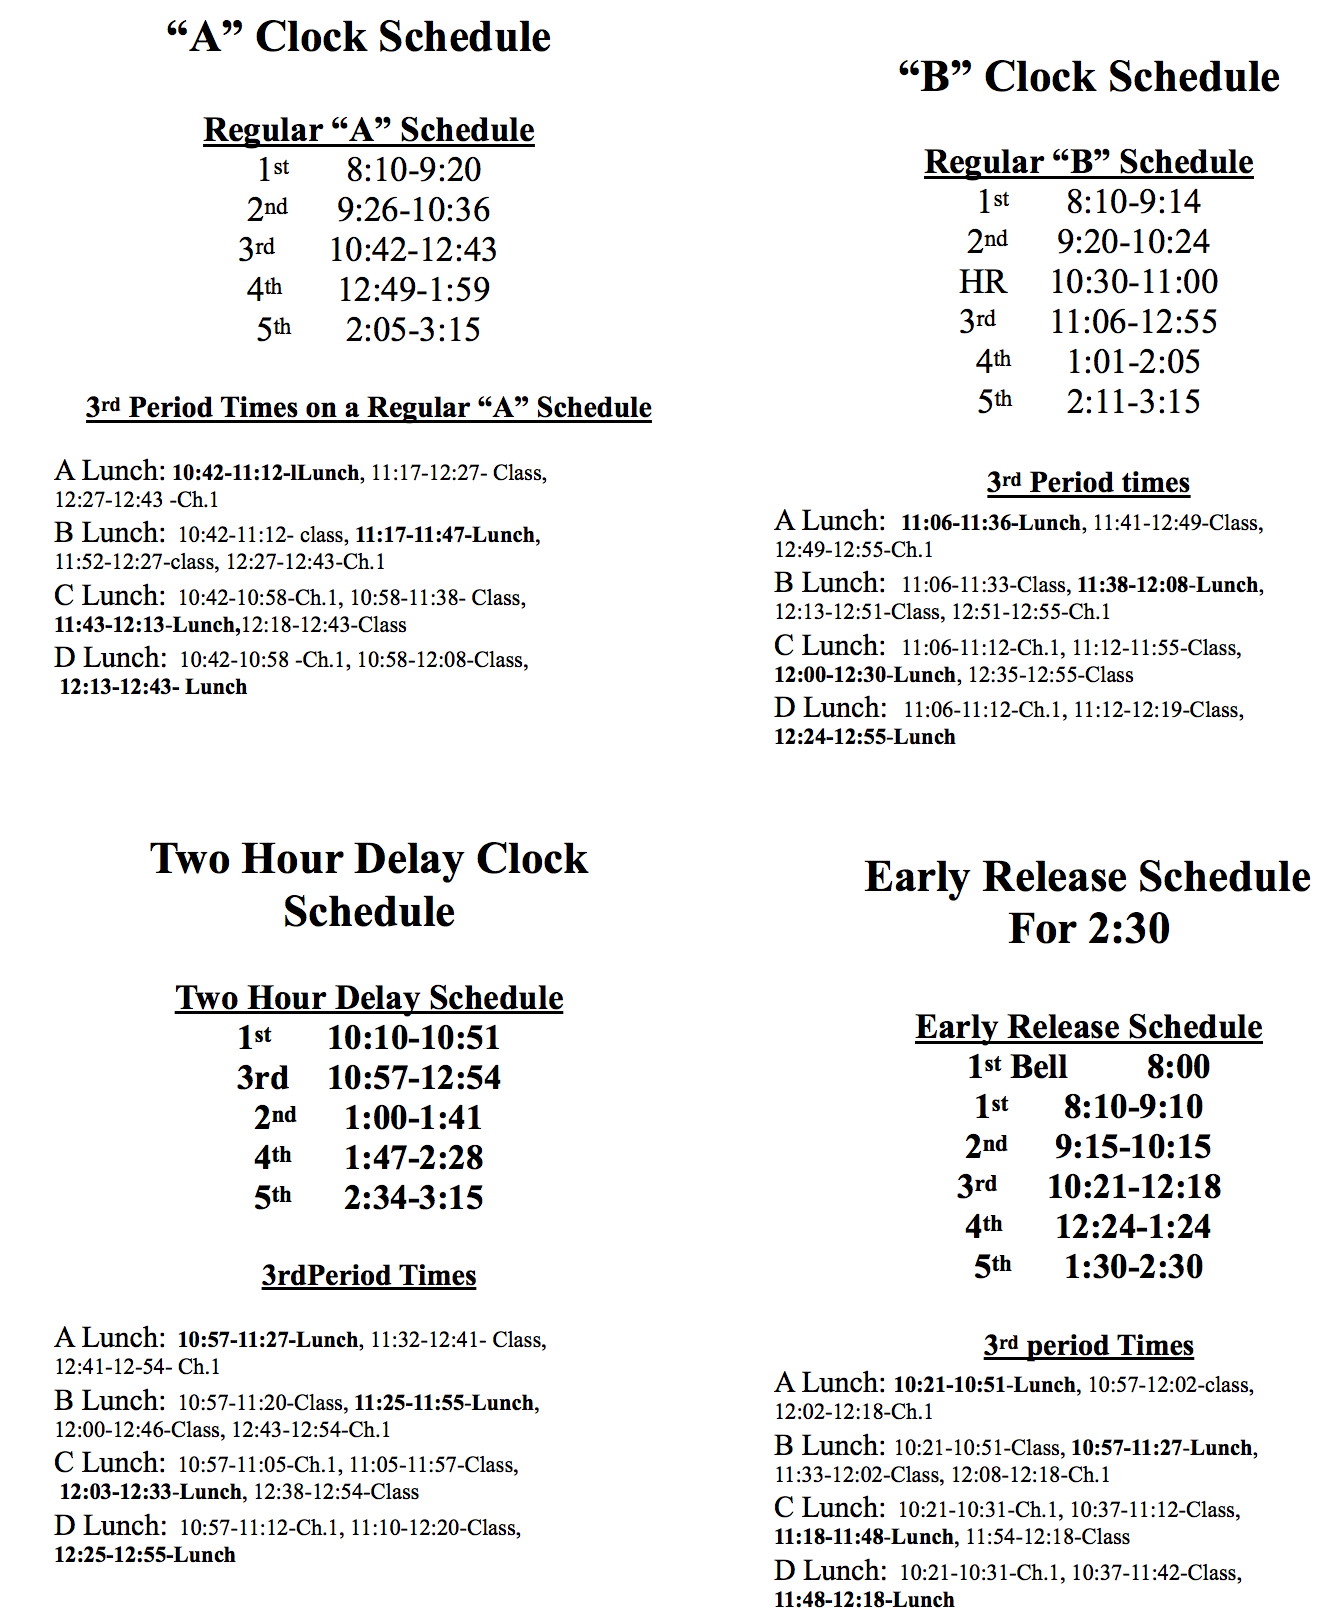 “A” Clock Schedule
Regular “A” Schedule
1st 8:10-9:20
2nd 9:26-10:36
3rd 10:42-12:43
4th 12:49-1:59
5th 2:05-3:15
3rd Period Times on a Regular “A” Schedule
A Lunch: 10:42-11:12-lLunch, 11:17-12:27- Class,
12:27-12:43 -Ch.1
B Lunch: 10:42-11:12- class, 11:17-11:47-Lunch,
11:52-12:27-class, 12:27-12:43-Ch.1
C Lunch: 10:42-10:58-Ch.1, 10:58-11:38- Class,
11:43-12:13-Lunch,12:18-12:43-Class
D Lunch: 10:42-10:58 -Ch.1, 10:58-12:08-Class,
12:13-12:43- Lunch
“B” Clock Schedule
Regular “B” Schedule
1st 8:10-9:14
2nd 9:20-10:24
HR 10:30-11:00
3rd 11:06-12:55
4th 1:01-2:05
5th 2:11-3:15
3rd Period times
A Lunch: 11:06-11:36-Lunch, 11:41-12:49-Class,
12:49-12:55-Ch.1
B Lunch: 11:06-11:33-Class, 11:38-12:08-Lunch,
12:13-12:51-Class, 12:51-12:55-Ch.1
C Lunch: 11:06-11:12-Ch.1, 11:12-11:55-Class,
12:00-12:30-Lunch, 12:35-12:55-Class
D Lunch: 11:06-11:12-Ch.1, 11:12-12:19-Class,
12:24-12:55-Lunch
Two Hour Delay Clock
Schedule
Two Hour Delay Schedule
1st 10:10-10:51
3rd 10:57-12:54
2nd 1:00-1:41
4th 1:47-2:28
5th 2:34-3:15
3rdPeriod Times
A Lunch: 10:57-11:27-Lunch, 11:32-12:41- Class,
12:41-12-54- Ch.1
B Lunch: 10:57-11:20-Class, 11:25-11:55-Lunch,
12:00-12:46-Class, 12:43-12:54-Ch.1
C Lunch: 10:57-11:05-Ch.1, 11:05-11:57-Class,
12:03-12:33-Lunch, 12:38-12:54-Class
D Lunch: 10:57-11:12-Ch.1, 11:10-12:20-Class,
12:25-12:55-Lunch
Early Release Schedule
For 2:30
Early Release Schedule
1st Bell 8:00
1st 8:10-9:10
2nd 9:15-10:15
3rd 10:21-12:18
4th 12:24-1:24
5th 1:30-2:30
3rd period Times
A Lunch: 10:21-10:51-Lunch, 10:57-12:02-class,
12:02-12:18-Ch.1
B Lunch: 10:21-10:51-Class, 10:57-11:27-Lunch,
11:33-12:02-Class, 12:08-12:18-Ch.1
C Lunch: 10:21-10:31-Ch.1, 10:37-11:12-Class,
11:18-11:48-Lunch, 11:54-12:18-Class
D Lunch: 10:21-10:31-Ch.1, 10:37-11:42-Class,
11:48-12:18-Lunch